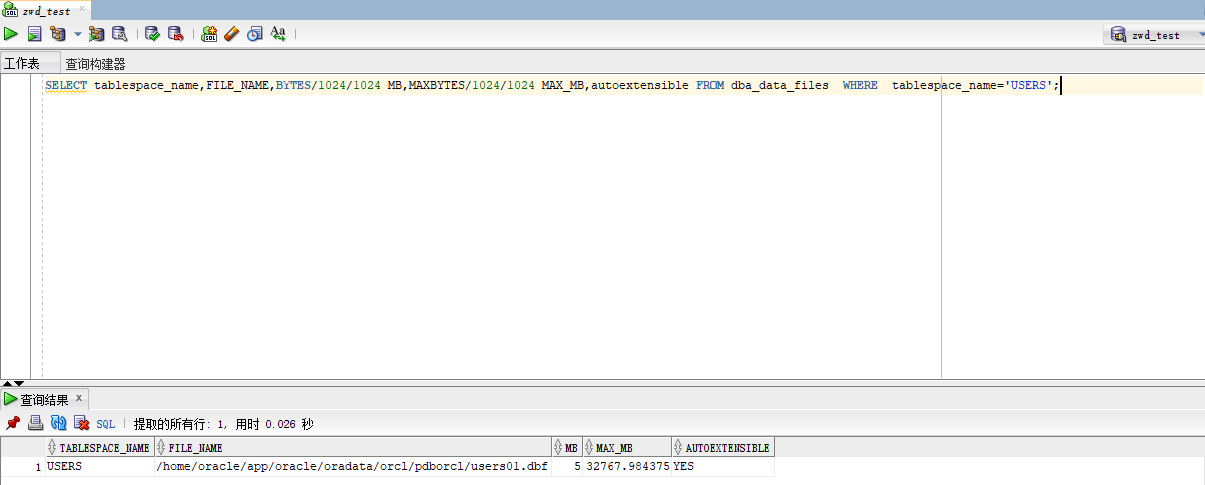 zwd_test
zwd_test
工作表 查询构建器
SELECT tablespace_name,FILE_NAME,BYTES/1024/1024 MB,MAXBYTES/1024/1024 MAX_MB,autoextensible FROM dba_data_files  WHERE  tablespace_name='USERS';
查询结果 x
SQL | 提取的所有行: 1, 用时 0.026 秒
TABLESPACE_NAME FILE_NAME MB MAX_MB AUTOEXTENSIBLE
1 USERS /home/oracle/app/oracle/oradata/orcl/pdborcl/users01.dbf 5 32767.984375 YES